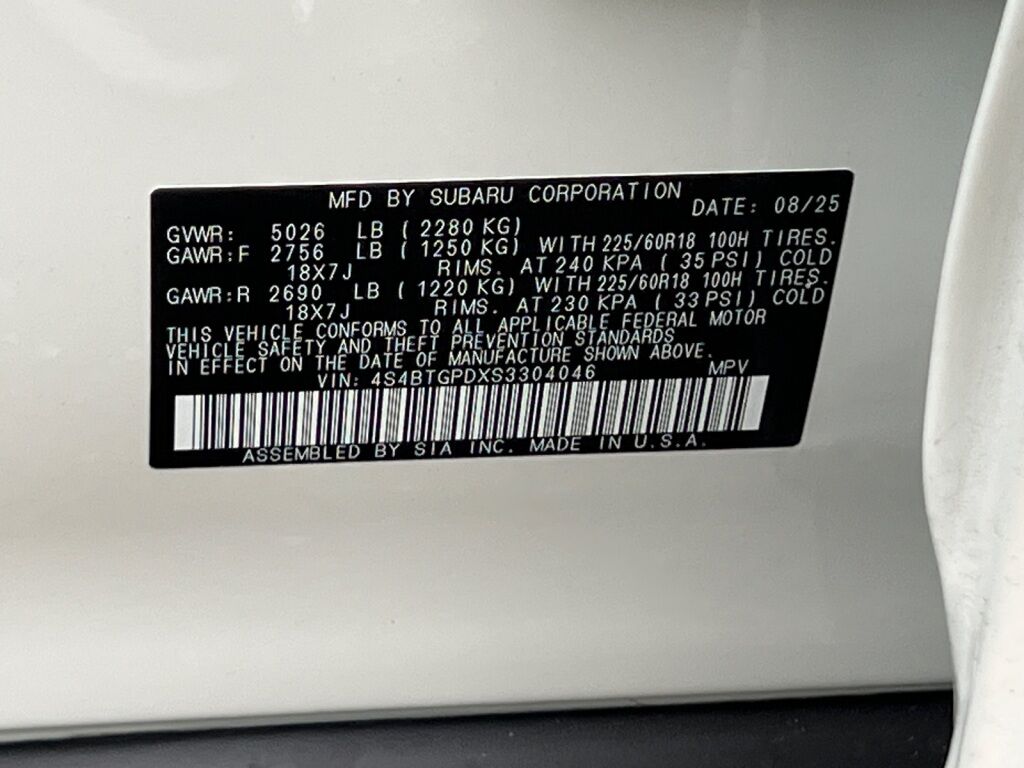 MFD BY SUBARU CORPORATION DATE: 08/25
GVWR: 5026 LB ( 2280 KG)
GAWR:F 2756 LB ( 1250 KG) WITH 225/60R18 100H TIRES.
18X7J RIMS. AT 240 KPA ( 35 PSI) COLD
GAWR:R 2690 LB ( 1220 KG) WITH 225/60R18 100H TIRES.
18X7J RIMS. AT 230 KPA ( 33 PSI) COLD
THIS VEHICLE CONFORMS TO ALL APPLICABLE FEDERAL MOTOR
VEHICLE SAFETY AND THEFT PREVENTION STANDARDS
IN EFFECT ON THE DATE OF MANUFACTURE SHOWN ABOVE.
VIN: 4S4BTGPDXS3304046 MPV
ASSEMBLED BY SIA INC. MADE IN U.S.A.